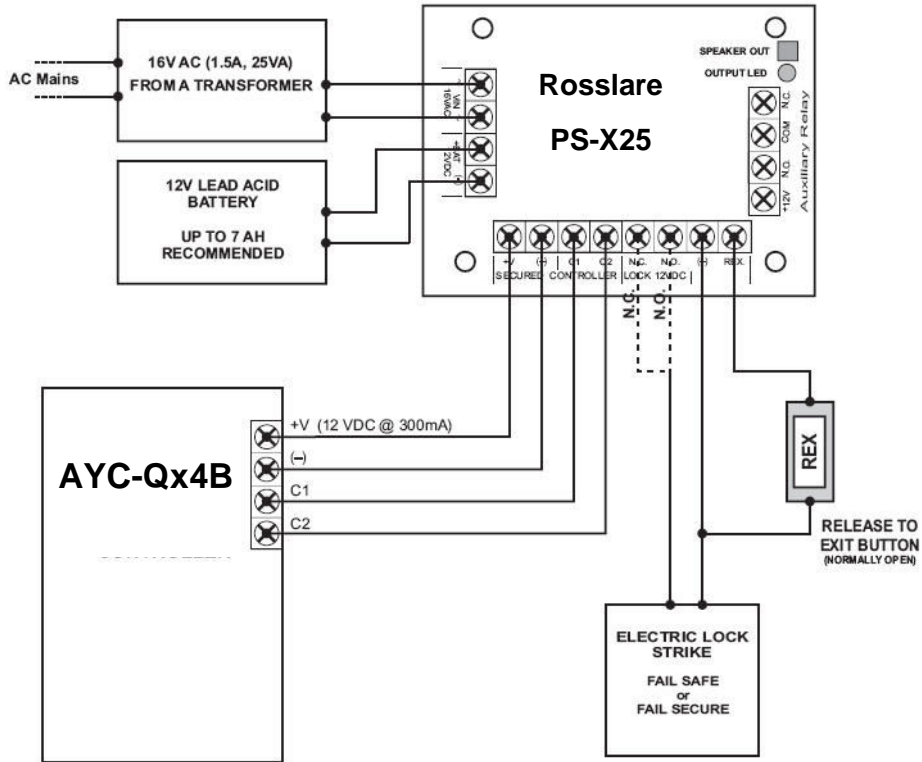 AC Mains
16V AC (1.5A, 25VA)
FROM A TRANSFORMER
12V LEAD ACID
BATTERY
UP TO 7 AH
RECOMMENDED
Rosslare
PS-X25
SPEAKER OUT
OUTPUT LED
~ VIN ~
16VAC
+BAT (-)
N.C.
COM
N.O.
+12V
Auxiliary Relay
+V
(–)
C1
C2
N.C.
N.O.
(–)
REX.
SECURED CONTROLLER
LOCK 12VDC
N.C.
N.O.
AYC-Qx4B
+V (12 VDC @ 300mA)
(–)
C1
C2
REX
RELEASE TO
EXIT BUTTON
(NORMALLY OPEN)
ELECTRIC LOCK
STRIKE
FAIL SAFE
or
FAIL SECURE